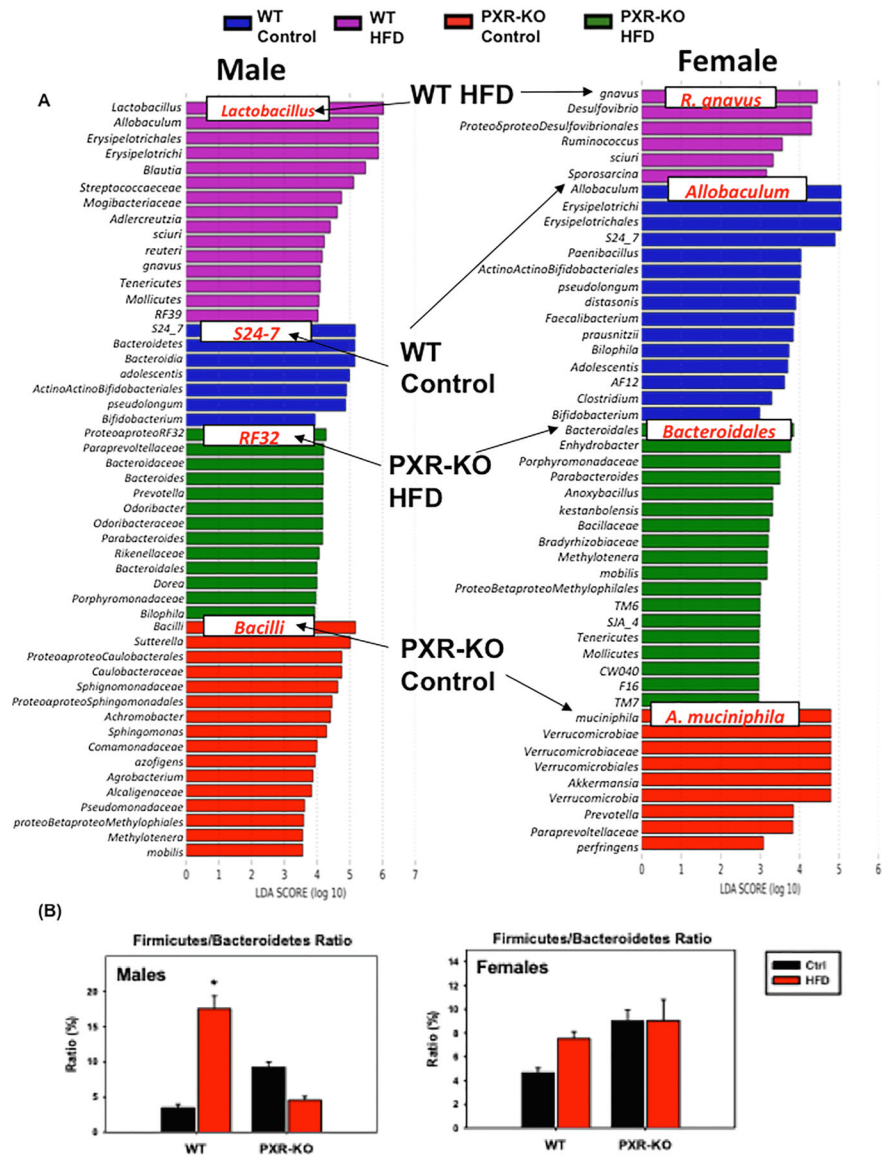 WT Control
WT HFD
PXR-KO Control
PXR-KO HFD
Male
Female
A
WT HFD
WT Control
PXR-KO HFD
PXR-KO Control
Lactobacillus
Allobaculum
Erysipelotrichales
Erysipelotrichi
Blautia
Streptococcaeceae
Mogibacteriaceae
Adlercreutzia
sciuri
reuteri
gnavus
Tenericutes
Mollicutes
RF39
S24_7
Bacteroidetes
Bacteroidia
adolescentis
ActinoActinoBifidobacteriales
pseudolongum
Bifidobacterium
ProteoαproteoRF32
Paraprevoltellaceae
Bacteroidaceae
Bacteroides
Prevotella
Odoribacter
Odoribacteraceae
Parabacteroides
Rikenellaceae
Bacteroidales
Dorea
Porphyromonadaceae
Bilophila
Bacilli
Sutterella
ProteoαproteoCaulobacterales
Caulobacteraceae
Sphignomonadaceae
ProteoαproteoSphingomonadales
Achromobacter
Sphingomonas
Comamonadaceae
azofigens
Agrobacterium
Alcaligenaceae
Pseudomonadaceae
proteoBetaproteoMethylophiales
Methylotenera
mobilis
Lactobacillus
S24-7
RF32
Bacilli
0 1 2 3 4 5 6 7
LDA SCORE (log 10)
gnavus
Desulfovibrio
ProteoδproteoDesulfovibrionales
Ruminococcus
sciuri
Sporosarcina
Allobaculum
Erysipelotrichi
Erysipelotrichales
S24_7
Paenibacillus
ActinoActinoBifidobacteriales
pseudolongum
distasonis
Faecalibacterium
prausnitzii
Bilophila
Adolescentis
AF12
Clostridium
Bifidobacterium
Bacteroidales
Enhydrobacter
Porphyromonadaceae
Parabacteroides
Anoxybacillus
kestanbolensis
Bacillaceae
Bradyrhizobiaceae
Methylotenera
mobilis
ProteoBetaproteoMethylophilales
TM6
SJA_4
Tenericutes
Mollicutes
CW040
F16
TM7
muciniphila
Verrucomicrobiae
Verrucomicrobiaceae
Verrucomicrobiales
Akkermansia
Verrucomicrobia
Prevotella
Paraprevoltellaceae
perfringens
R. gnavus
Allobaculum
Bacteroidales
A. muciniphila
0 1 2 3 4 5 6
LDA SCORE (log 10)
(B)
Firmicutes/Bacteroidetes Ratio
Males
*
Ratio (%)
20
15
10
5
0
WT PXR-KO
Firmicutes/Bacteroidetes Ratio
Females
Ratio (%)
14
12
10
8
6
4
2
0
WT PXR-KO
Ctrl
HFD